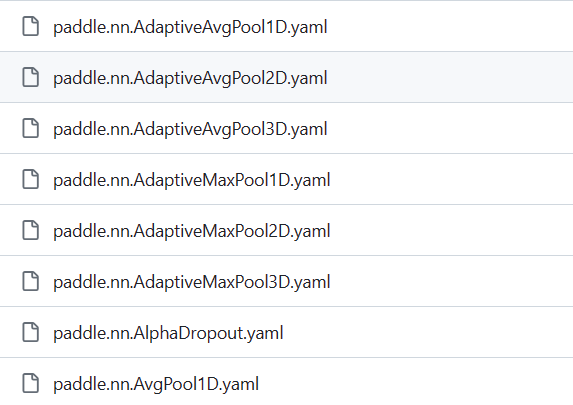 paddle.nn.AdaptiveAvgPool1D.yaml
paddle.nn.AdaptiveAvgPool2D.yaml
paddle.nn.AdaptiveAvgPool3D.yaml
paddle.nn.AdaptiveMaxPool1D.yaml
paddle.nn.AdaptiveMaxPool2D.yaml
paddle.nn.AdaptiveMaxPool3D.yaml
paddle.nn.AlphaDropout.yaml
paddle.nn.AvgPool1D.yaml